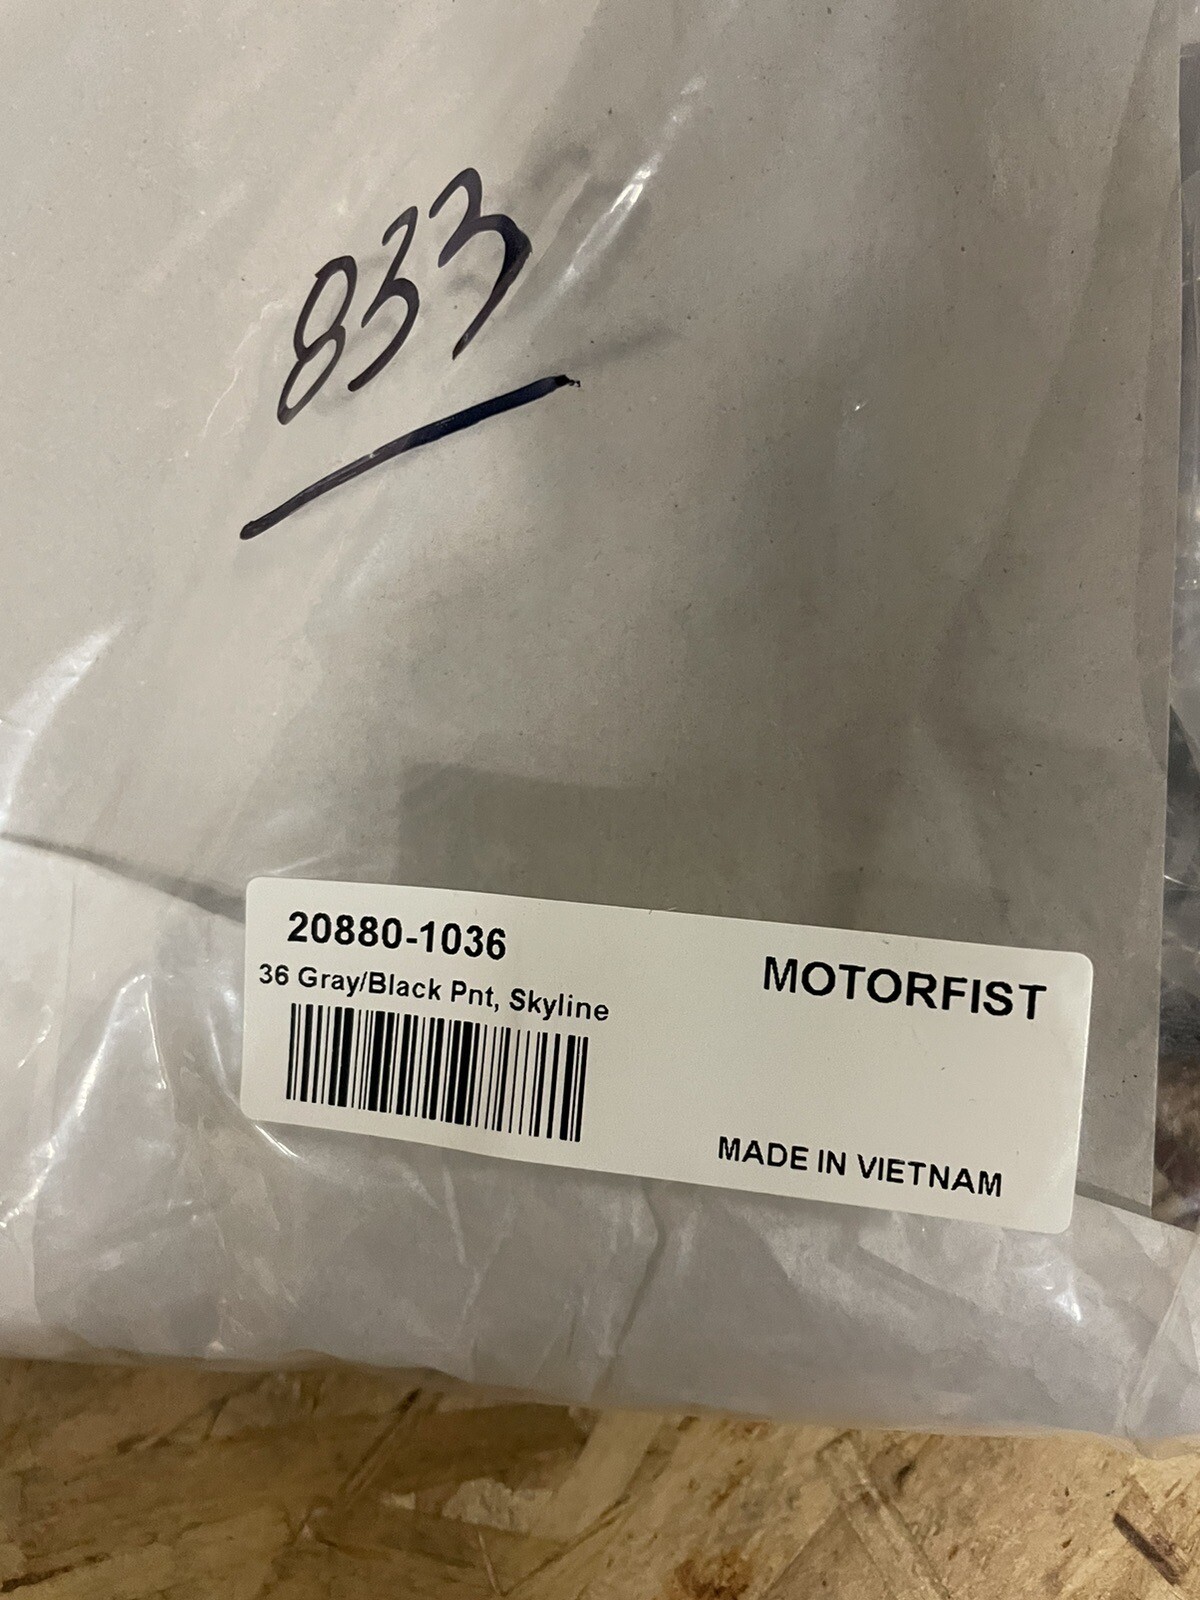 833
20880-1036
36 Gray/Black Pnt, Skyline
MOTORFIST
MADE IN VIETNAM